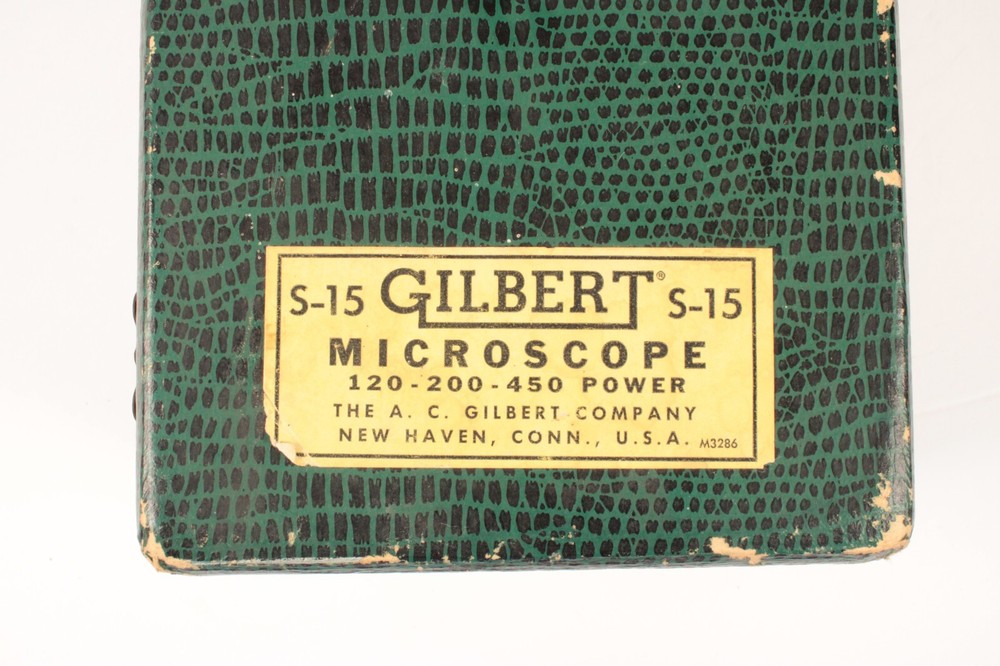 S-15 GILBERT® S-15
MICROSCOPE
120-200-450 POWER
THE A. C. GILBERT COMPANY
NEW HAVEN, CONN., U.S.A. M3286